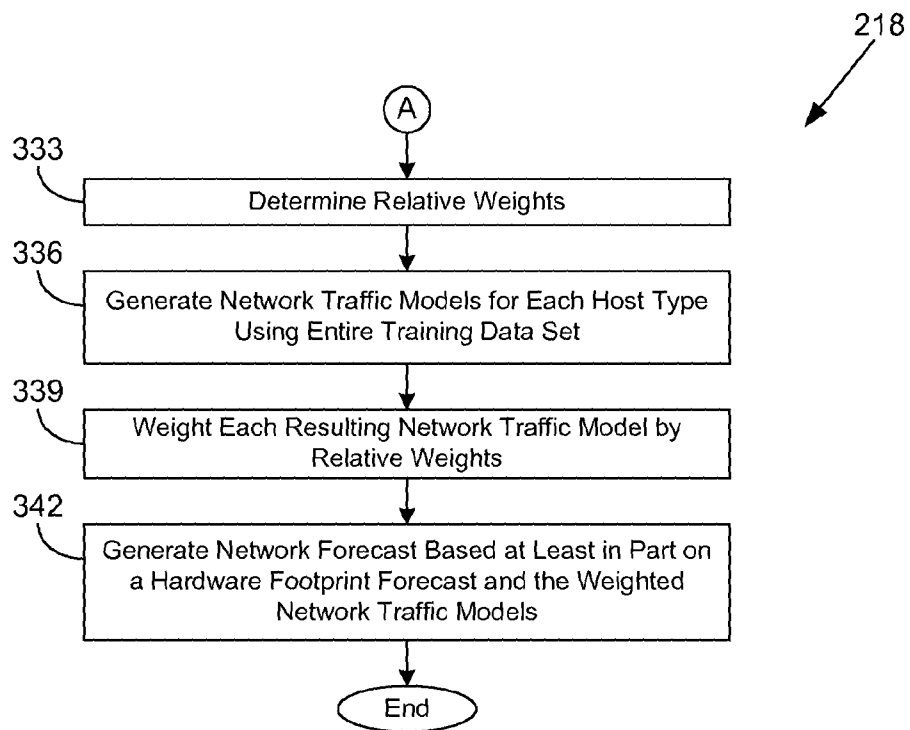 218
A
333
Determine Relative Weights
336
Generate Network Traffic Models for Each Host Type
Using Entire Training Data Set
339
Weight Each Resulting Network Traffic Model by
Relative Weights
342
Generate Network Forecast Based at Least in Part on
a Hardware Footprint Forecast and the Weighted
Network Traffic Models
End